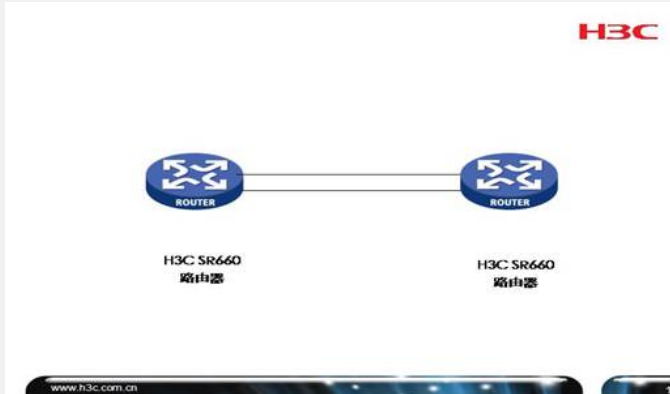 H3C
ROUTER
ROUTER
H3C SR660
路由器
H3C SR660
路由器
www.h3c.com.cn